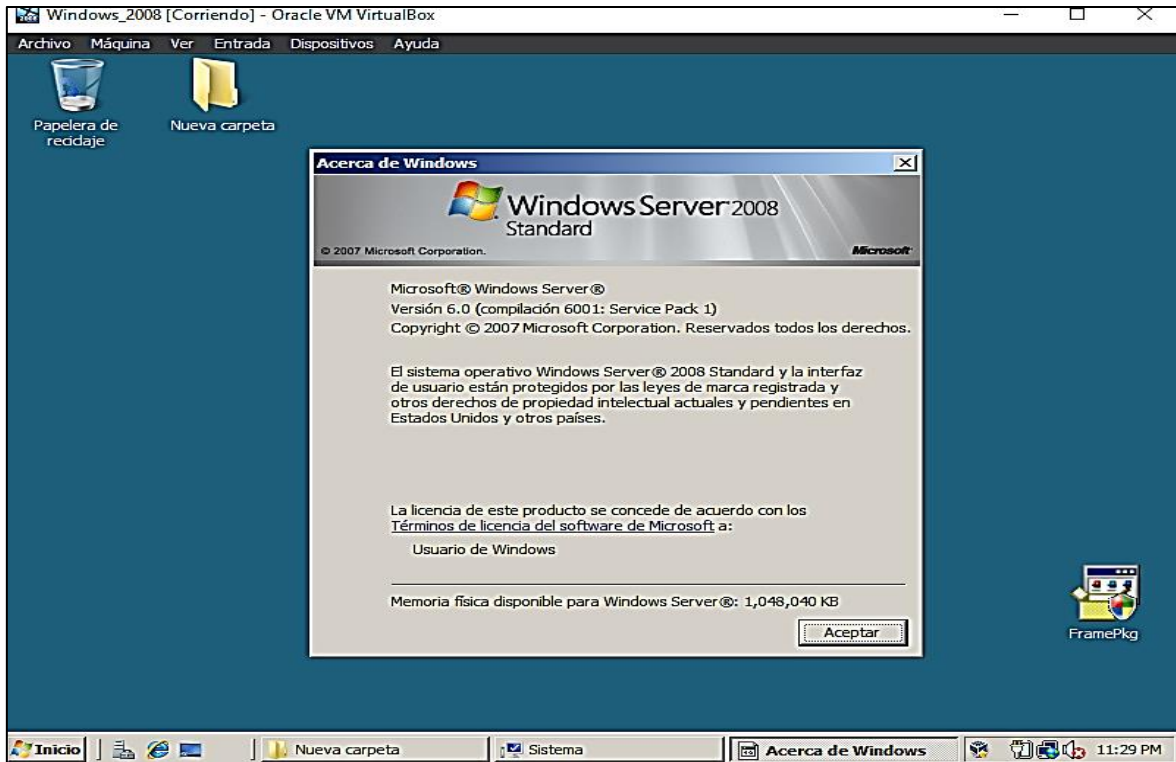 Windows_2008 [Corriendo] - Oracle VM VirtualBox
Archivo Máquina Ver Entrada Dispositivos Ayuda
Papelera de reciclaje
Nueva carpeta
Acerca de Windows
Windows Server 2008
Standard
© 2007 Microsoft Corporation.
Microsoft
Microsoft® Windows Server®
Versión 6.0 (compilación 6001: Service Pack 1)
Copyright © 2007 Microsoft Corporation. Reservados todos los derechos.
El sistema operativo Windows Server® 2008 Standard y la interfaz
de usuario están protegidos por las leyes de marca registrada y
otros derechos de propiedad intelectual actuales y pendientes en
Estados Unidos y otros países.
La licencia de este producto se concede de acuerdo con los
Términos de licencia del software de Microsoft a:
Usuario de Windows
Memoria física disponible para Windows Server®: 1,048,040 KB
Aceptar
FramePkg
Inicio
Nueva carpeta
Sistema
Acerca de Windows
11:29 PM